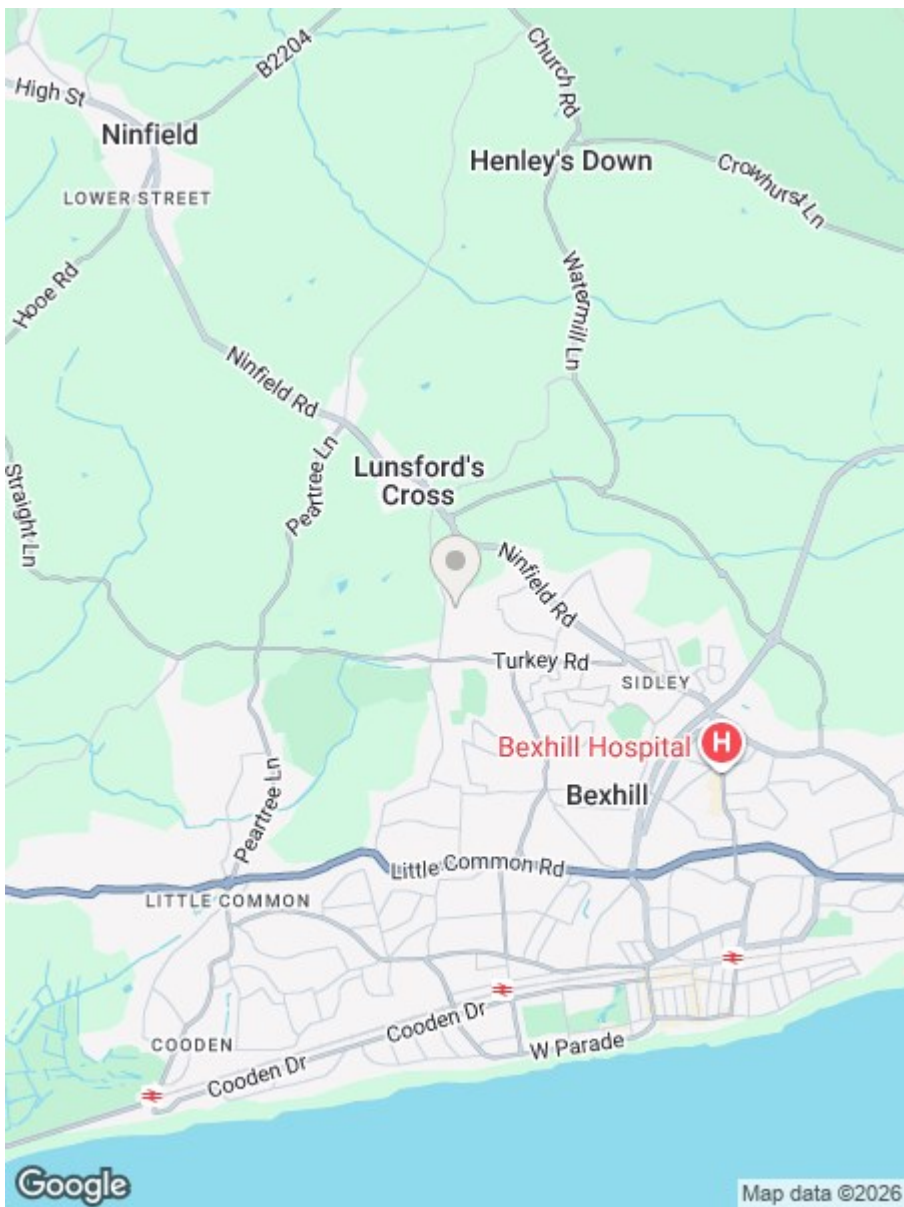 B2204
Church Rd
High St
Ninfield
Henley's Down
Crowhurst Ln
LOWER STREET
Hooe Rd
Watermill Ln
Ninfield Rd
Peartree Ln
Lunsford's
Cross
Straight Ln
Ninfield Rd
Turkey Rd
SIDLEY
Bexhill Hospital
H
Bexhill
Peartree Ln
Little Common Rd
LITTLE COMMON
COODEN
Cooden Dr
W Parade
Cooden Dr
Google
Map data ©2026